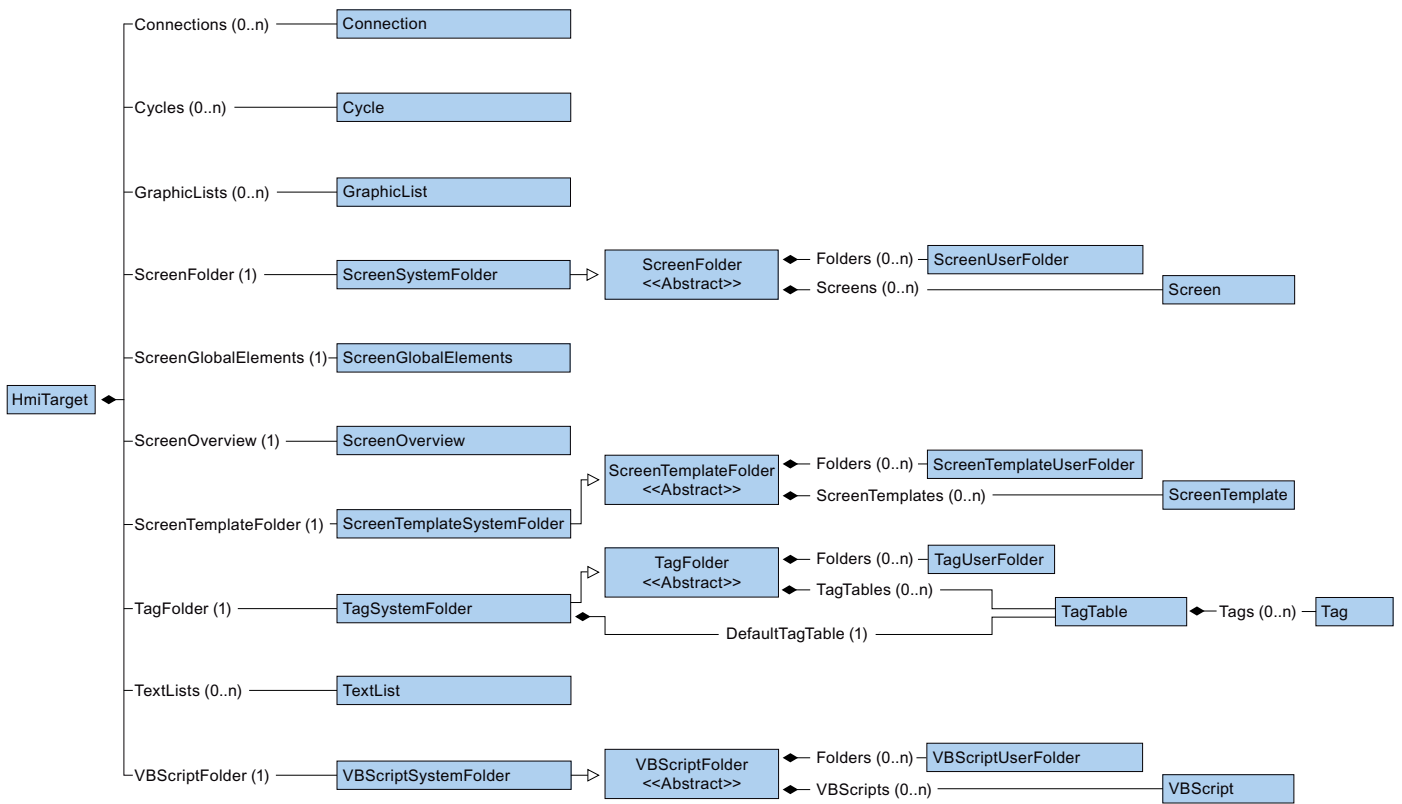 Connections (0..n)
Connection
Cycles (0..n)
Cycle
GraphicLists (0..n)
GraphicList
ScreenFolder (1)
ScreenSystemFolder
ScreenFolder
<<Abstract>>
Folders (0..n)
ScreenUserFolder
Screens (0..n)
Screen
ScreenGlobalElements (1)
ScreenGlobalElements
HmiTarget
ScreenOverview (1)
ScreenOverview
ScreenTemplateFolder
<<Abstract>>
Folders (0..n)
ScreenTemplateUserFolder
ScreenTemplates (0..n)
ScreenTemplate
ScreenTemplateFolder (1)
ScreenTemplateSystemFolder
TagFolder
<<Abstract>>
Folders (0..n)
TagUserFolder
TagTables (0..n)
TagFolder (1)
TagSystemFolder
TagTable
Tags (0..n)
Tag
DefaultTagTable (1)
TextLists (0..n)
TextList
VBScriptFolder (1)
VBScriptSystemFolder
VBScriptFolder
<<Abstract>>
Folders (0..n)
VBScriptUserFolder
VBScripts (0..n)
VBScript